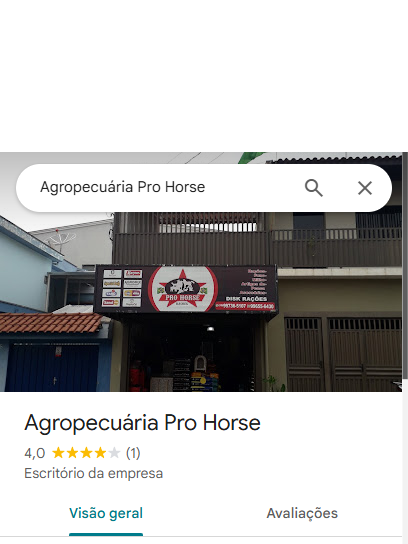 Agropecuária Pro Horse
PRO HORSE
DISK RAÇÕES
Agropecuária Pro Horse
4,0 (1)
Escritório da empresa
Visão geral Avaliações